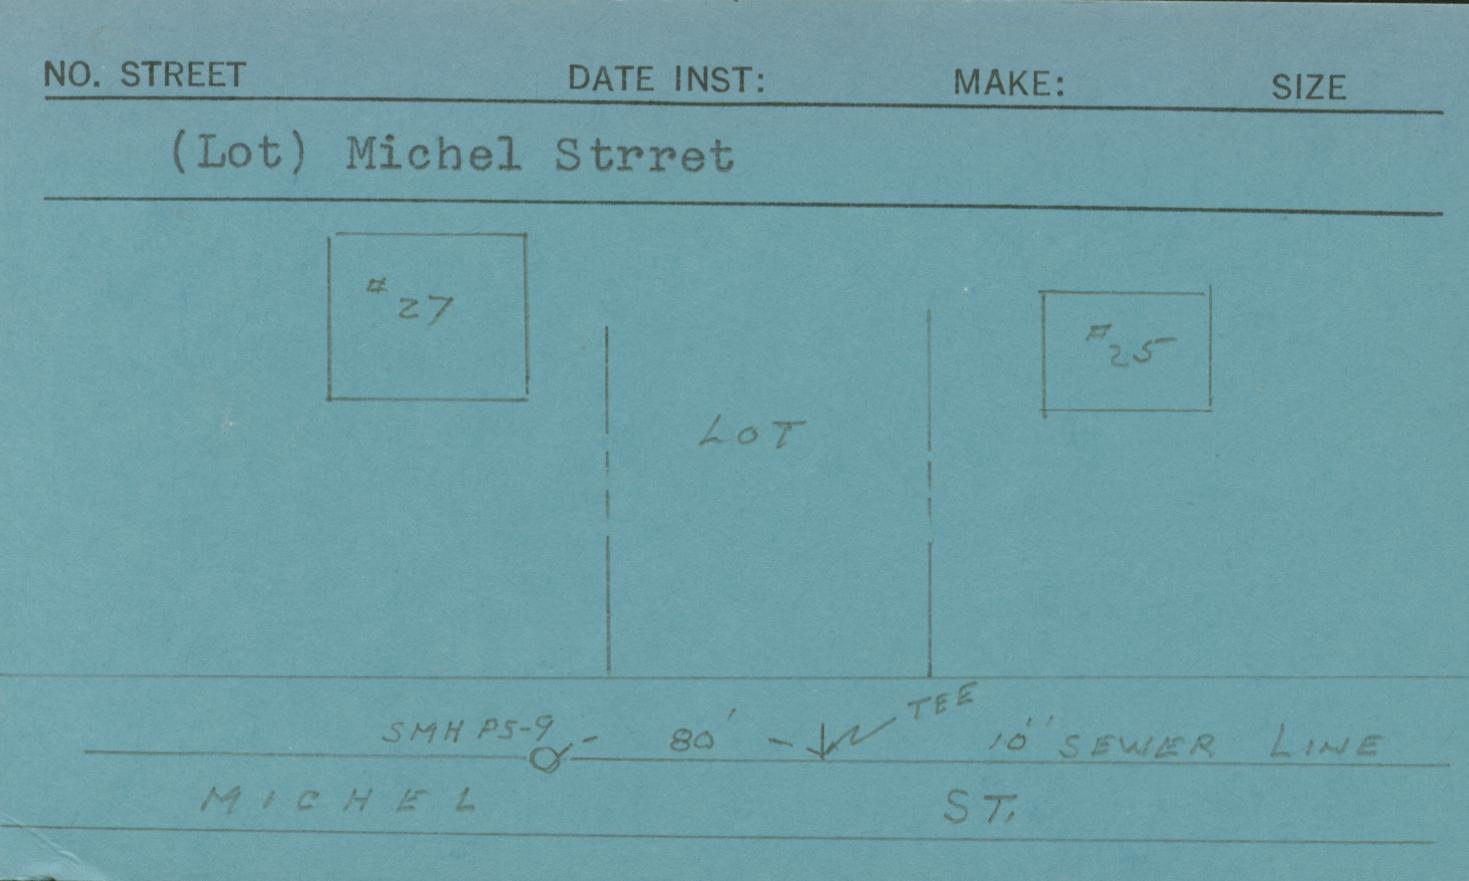 NO. STREET DATE INST: MAKE: SIZE
(Lot) Michel Strret
# 27
# 25
LOT
TEE
SMH PS-9 - 80' - 10'' SEWER LINE
MICHEL ST.